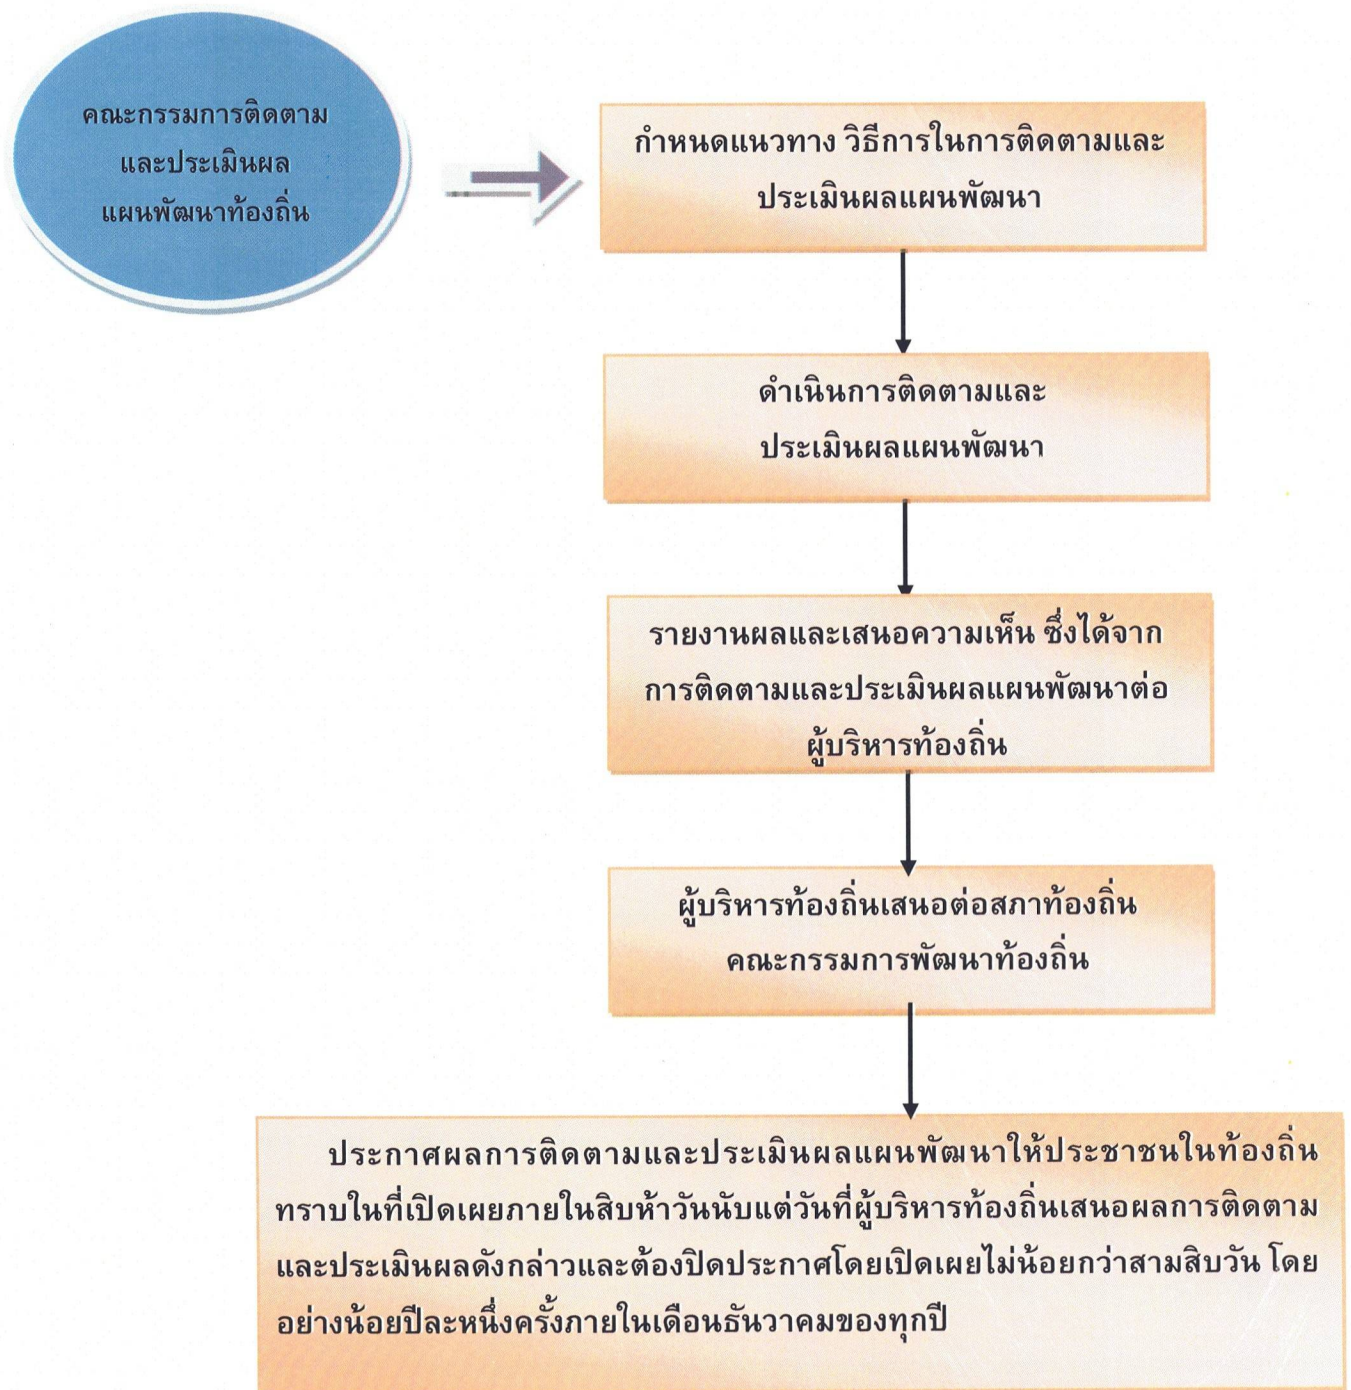 คณะกรรมการติดตาม
และประเมินผล
แผนพัฒนาท้องถิ่น
กำหนดแนวทาง วิธีการในการติดตามและ
ประเมินผลแผนพัฒนา
ดำเนินการติดตามและ
ประเมินผลแผนพัฒนา
รายงานผลและเสนอความเห็น ซึ่งได้จาก
การติดตามและประเมินผลแผนพัฒนาต่อ
ผู้บริหารท้องถิ่น
ผู้บริหารท้องถิ่นเสนอต่อสภาท้องถิ่น
คณะกรรมการพัฒนาท้องถิ่น
ประกาศผลการติดตามและประเมินผลแผนพัฒนาให้ประชาชนในท้องถิ่น
ทราบในที่เปิดเผยภายในสิบห้าวันนับแต่วันที่ผู้บริหารท้องถิ่นเสนอผลการติดตาม
และประเมินผลดังกล่าวและต้องปิดประกาศโดยเปิดเผยไม่น้อยกว่าสามสิบวัน โดย
อย่างน้อยปีละหนึ่งครั้งภายในเดือนธันวาคมของทุกปี